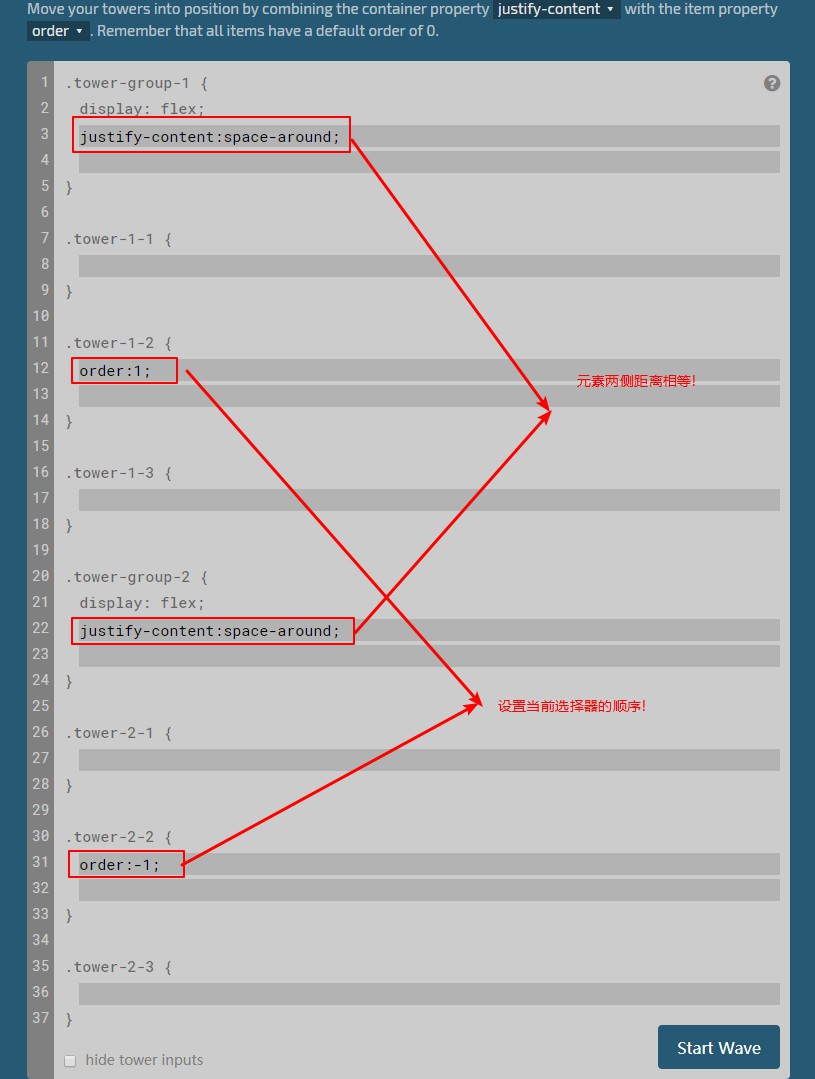 Move your towers into position by combining the container property justify-content ▾ with the item property
order ▾ . Remember that all items have a default order of 0.
1 .tower-group-1 {
?
2 display: flex;
3 justify-content:space-around;
4
5 }
6
7 .tower-1-1 {
8
9 }
10
11 .tower-1-2 {
12 order:1;
元素两侧距离相等!
13
14 }
15
16 .tower-1-3 {
17
18 }
19
20 .tower-group-2 {
21 display: flex;
22 justify-content:space-around;
23
24 }
25
设置当前选择器的顺序!
26 .tower-2-1 {
27
28 }
29
30 .tower-2-2 {
31 order:-1;
32
33 }
34
35 .tower-2-3 {
36
37 }
Start Wave
hide tower inputs